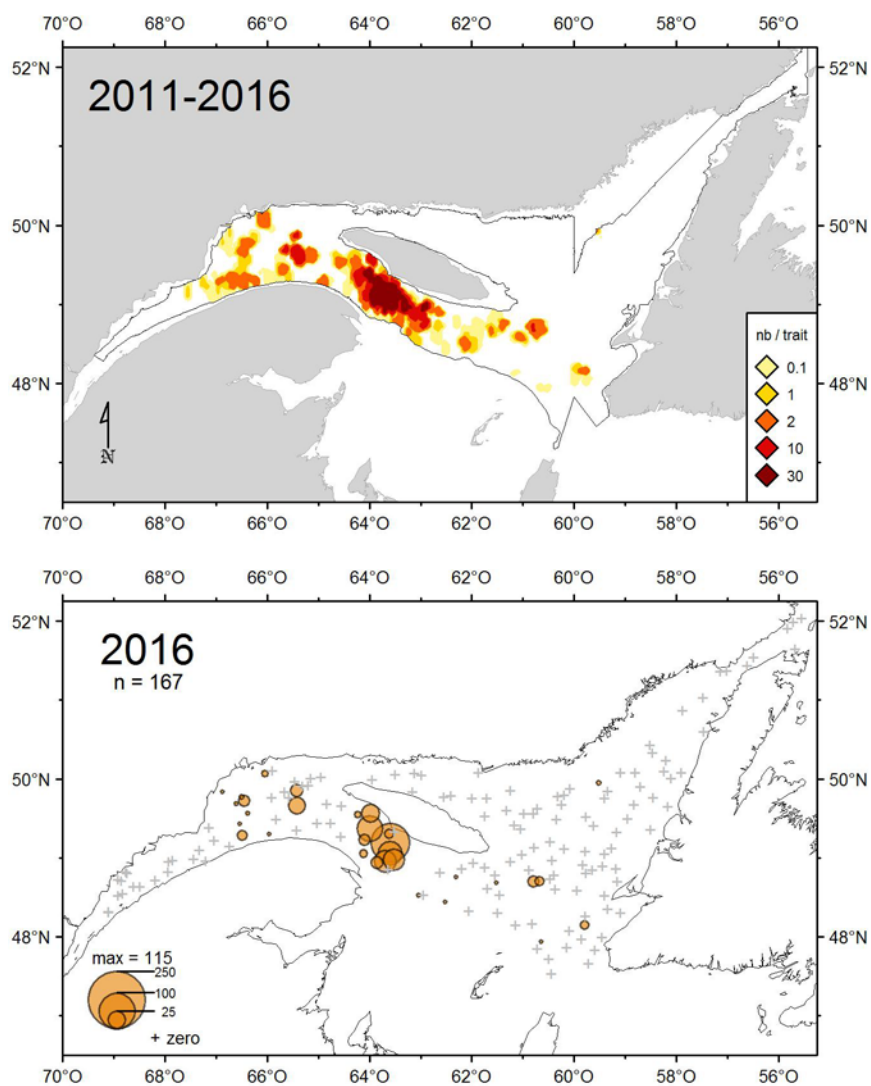 70°O 68°O 66°O 64°O 62°O 60°O 58°O 56°O
52°N 52°N
2011-2016
50°N 50°N
nb / trait
0.1
48°N 1 48°N
2
10
N 30
70°O 68°O 66°O 64°O 62°O 60°O 58°O 56°O
70°O 68°O 66°O 64°O 62°O 60°O 58°O 56°O
52°N 52°N
2016
n = 167
50°N 50°N
48°N 48°N
max = 115
250
100
25
+ zero
70°O 68°O 66°O 64°O 62°O 60°O 58°O 56°O